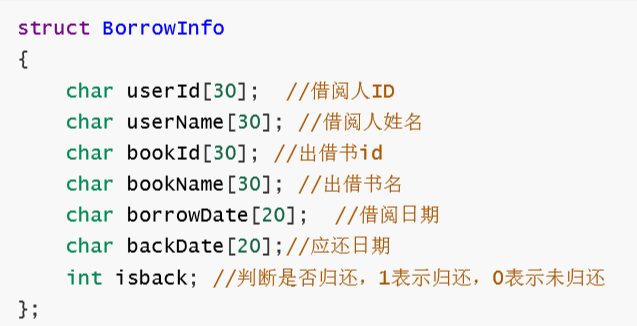 struct BorrowInfo
{
    char userId[30];  //借阅人ID
    char userName[30]; //借阅人姓名
    char bookId[30]; //出借书id
    char bookName[30]; //出借书名
    char borrowDate[20];  //借阅日期
    char backDate[20];//应还日期
    int isback; //判断是否归还，1表示归还，0表示未归还
};